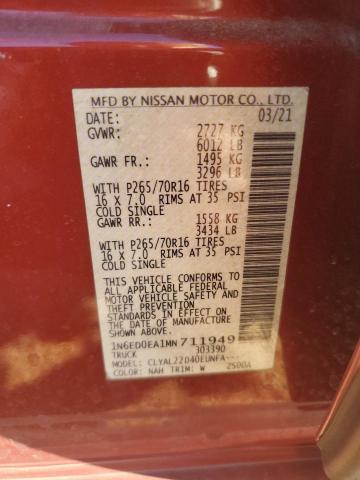 MFD BY NISSAN MOTOR CO., LTD.
DATE: 03/21
GVWR: 2727 KG
6012 LB
GAWR FR.: 1495 KG
3296 LB
WITH P265/70R16 TIRES
16 X 7.0 RIMS AT 35 PSI
COLD SINGLE
GAWR RR.: 1558 KG
3434 LB
WITH P265/70R16 TIRES
16 X 7.0 RIMS AT 35 PSI
COLD SINGLE
THIS VEHICLE CONFORMS TO
ALL APPLICABLE FEDERAL
MOTOR VEHICLE SAFETY AND
THEFT PREVENTION
STANDARDS IN EFFECT ON
THE DATE OF MANUFACTURE
SHOWN ABOVE.
1N6ED0EA1MN711949
TRUCK 303390
MODEL: CLYAL22D40EUNFA---
COLOR: NAH TRIM: W 2500A